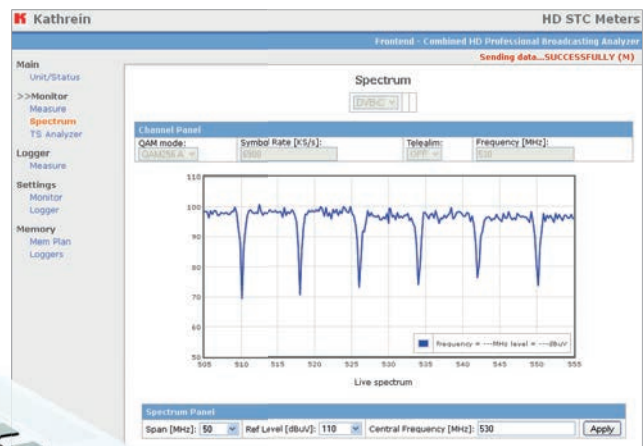 K Kathrein
HD STC Meters
Frontend - Combined HD Professional Broadcasting Analyzer
Sending data...SUCCESSFULLY (M)
Main
Unit/Status
>>Monitor
Measure
Spectrum
TS Analyzer
Logger
Measure
Settings
Monitor
Logger
Memory
Mem Plan
Loggers
Spectrum
DVB-C
Channel Panel
QAM mode: Symbol Rate [KS/s]: Telealim: Frequency [MHz]:
QAM256 A 6900 OFF 530
110
100
90
80
70
60
50
505 510 515 520 525 530 535 540 545 550 555
Frequency = ---MHz level = ---dBuV
Live spectrum
Spectrum Panel
Span [MHz]: 50 Ref Level [dBuV]: 110 Central Frequency [MHz]: 530 Apply